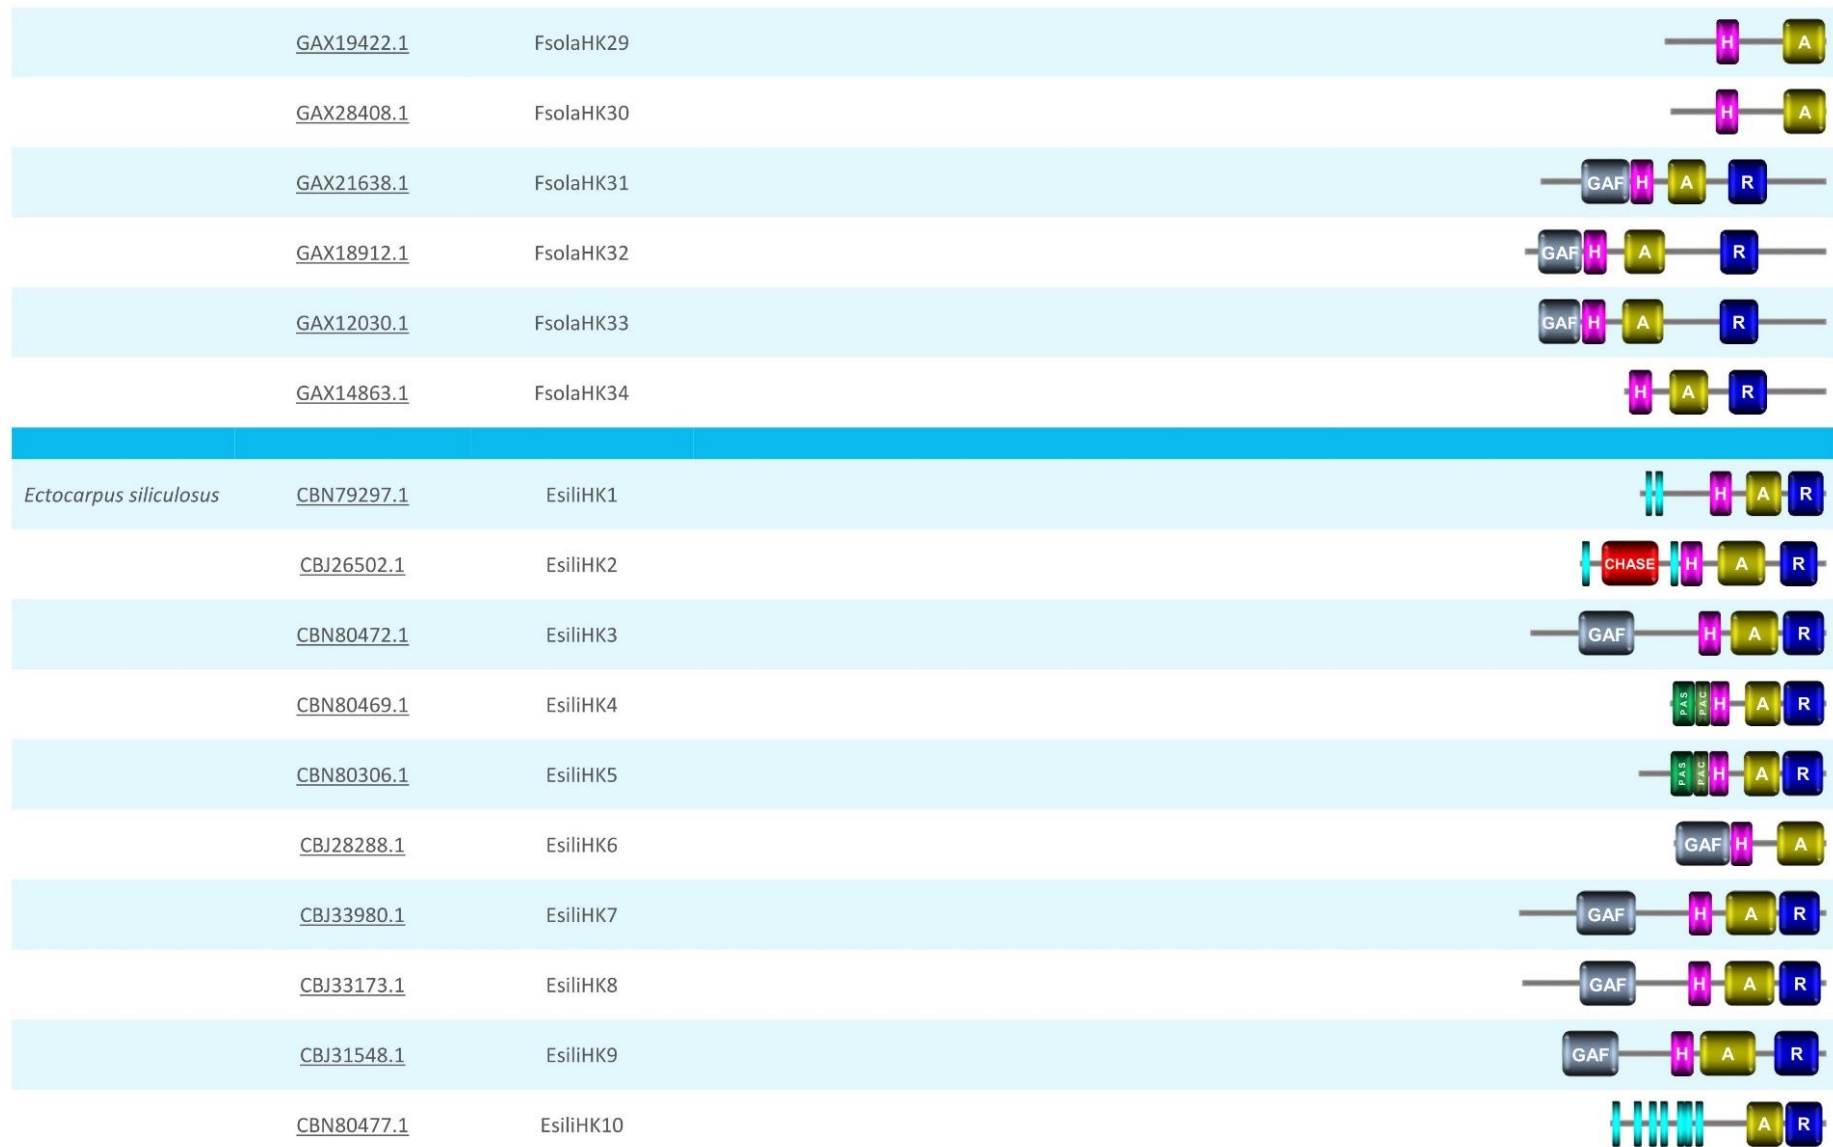 GAX19422.1 FsolaHK29 H A
GAX28408.1 FsolaHK30 H A
GAX21638.1 FsolaHK31 GAF H A R
GAX18912.1 FsolaHK32 GAF H A R
GAX12030.1 FsolaHK33 GAF H A R
GAX14863.1 FsolaHK34 H A R
Ectocarpus siliculosus CBN79297.1 EsiliHK1 H A R
CBJ26502.1 EsiliHK2 CHASE H A R
CBN80472.1 EsiliHK3 GAF H A R
CBN80469.1 EsiliHK4 PAS PAC H A R
CBN80306.1 EsiliHK5 PAS PAC H A R
CBJ28288.1 EsiliHK6 GAF H A
CBJ33980.1 EsiliHK7 GAF H A R
CBJ33173.1 EsiliHK8 GAF H A R
CBJ31548.1 EsiliHK9 GAF H A R
CBN80477.1 EsiliHK10 A R